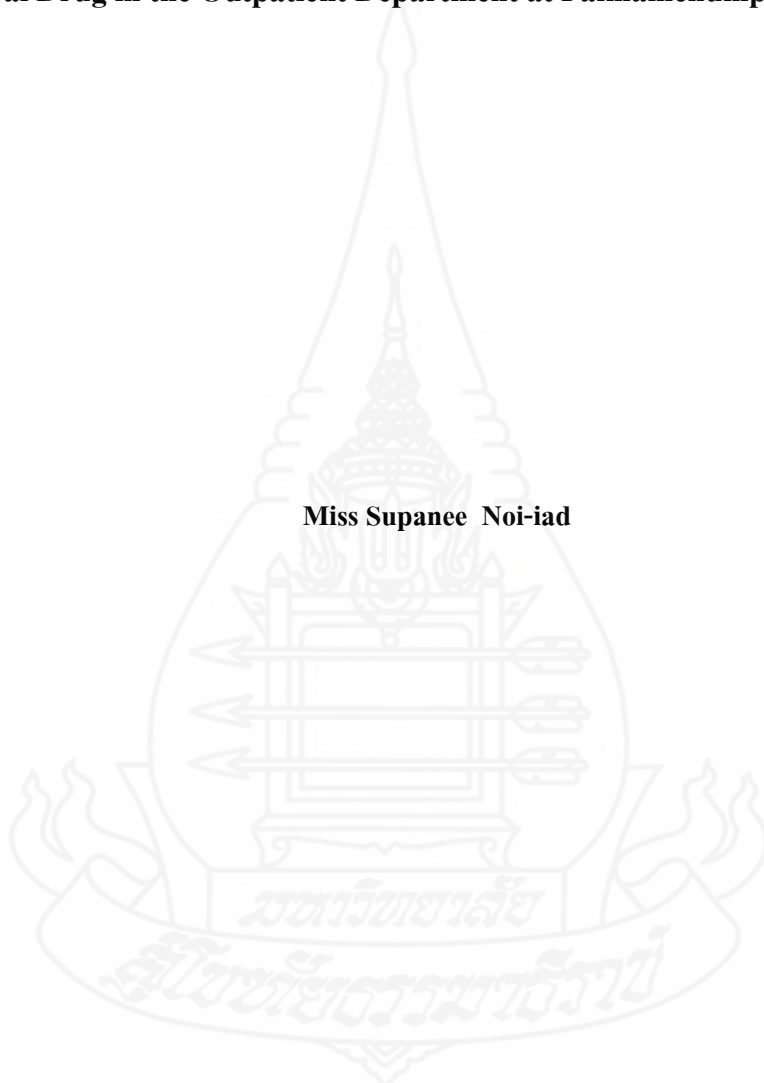 al Drug in the Outpatient Department at
Miss Supanee Noi-iad
มหาวิทยาลัย
สุโขทัยธรรมาธิราช